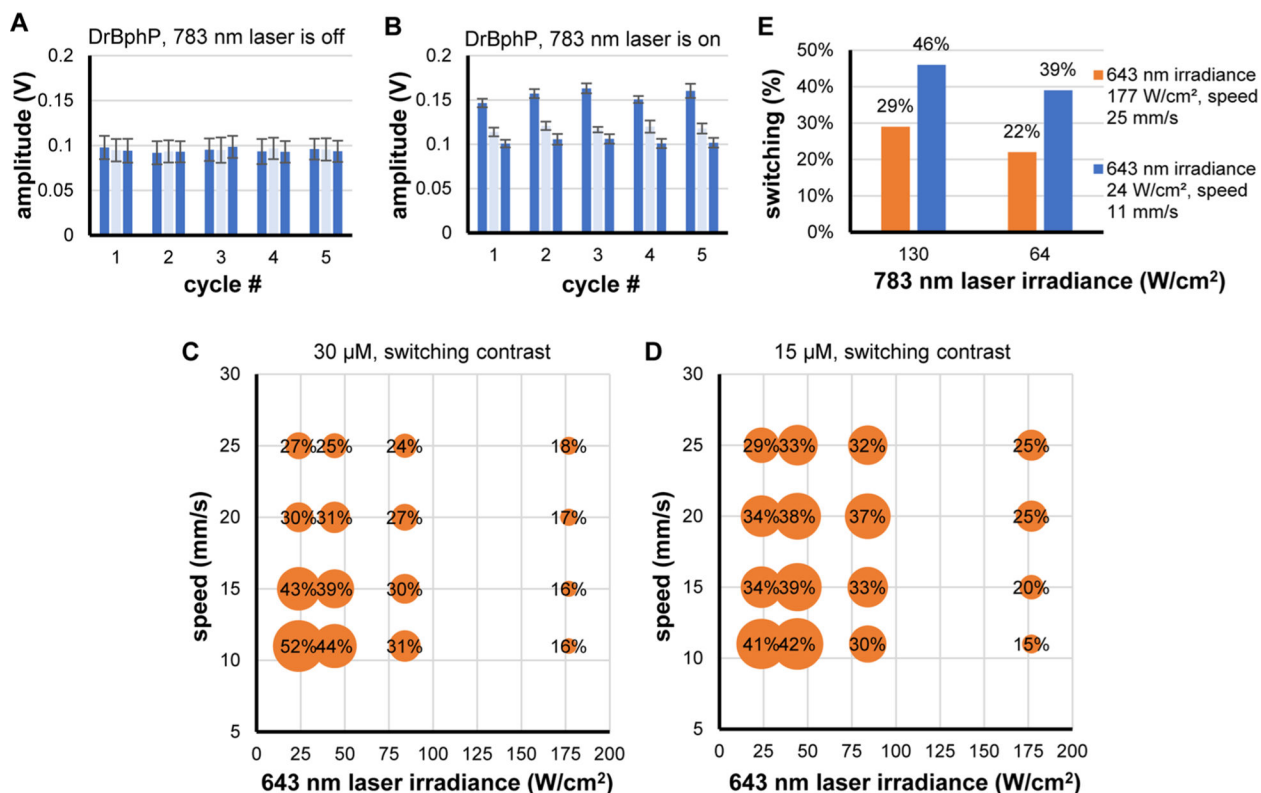 A
DrBphP, 783 nm laser is off
0.2
0.15
0.1
0.05
0
amplitude (V)
1 2 3 4 5
cycle #
B
DrBphP, 783 nm laser is on
0.2
0.15
0.1
0.05
0
amplitude (V)
1 2 3 4 5
cycle #
E
50%
40%
30%
20%
10%
0%
switching (%)
29%
46%
22%
39%
130 64
783 nm laser irradiance (W/cm²)
643 nm irradiance
177 W/cm², speed
25 mm/s
643 nm irradiance
24 W/cm², speed
11 mm/s
C
30 µM, switching contrast
30
25
20
15
10
5
speed (mm/s)
27% 25% 24% 18%
30% 31% 27% 17%
43% 39% 30% 16%
52% 44% 31% 16%
0 25 50 75 100 125 150 175 200
643 nm laser irradiance (W/cm²)
D
15 µM, switching contrast
30
25
20
15
10
5
speed (mm/s)
29% 33% 32% 25%
34% 38% 37% 25%
34% 39% 33% 20%
41% 42% 30% 15%
0 25 50 75 100 125 150 175 200
643 nm laser irradiance (W/cm²)